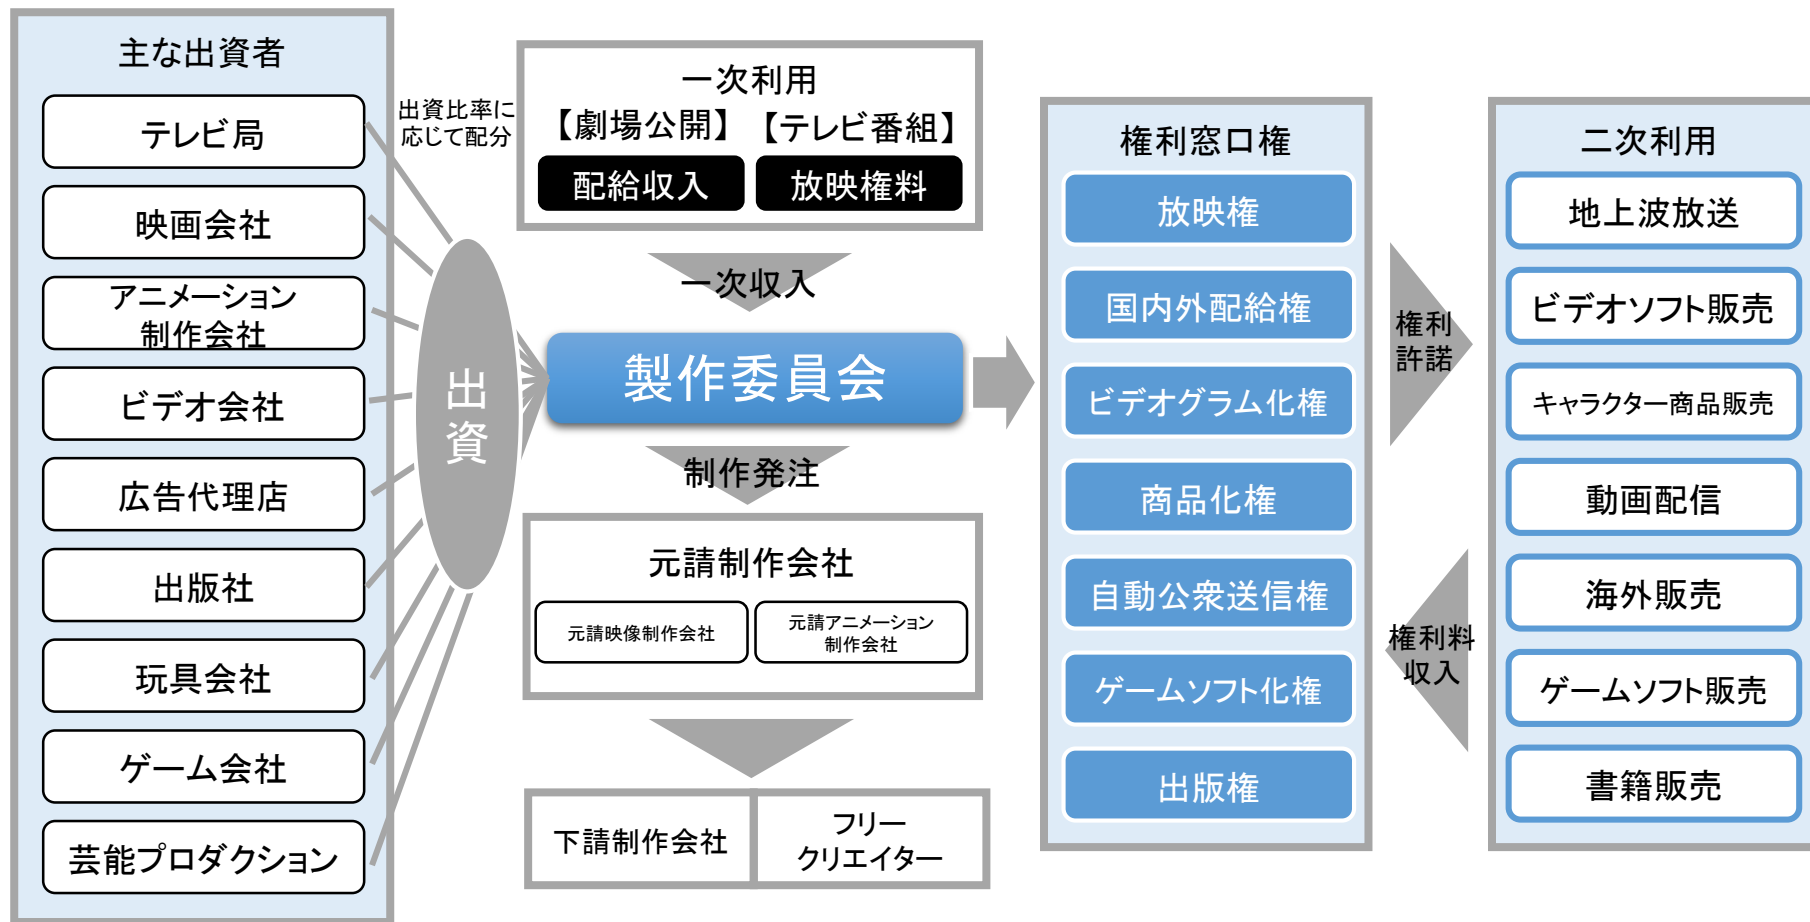 主な出資者
テレビ局
映画会社
アニメーション
制作会社
ビデオ会社
広告代理店
出版社
玩具会社
ゲーム会社
芸能プロダクション
出資比率に
応じて配分
出
資
一次利用
【劇場公開】【テレビ番組】
配給収入
放映権料
一次収入
製作委員会
制作発注
元請制作会社
元請映像制作会社
元請アニメーション
制作会社
下請制作会社
フリー
クリエイター
権利窓口権
放映権
国内外配給権
ビデオグラム化権
商品化権
自動公衆送信権
ゲームソフト化権
出版権
権利
許諾
権利料
収入
二次利用
地上波放送
ビデオソフト販売
キャラクター商品販売
動画配信
海外販売
ゲームソフト販売
書籍販売